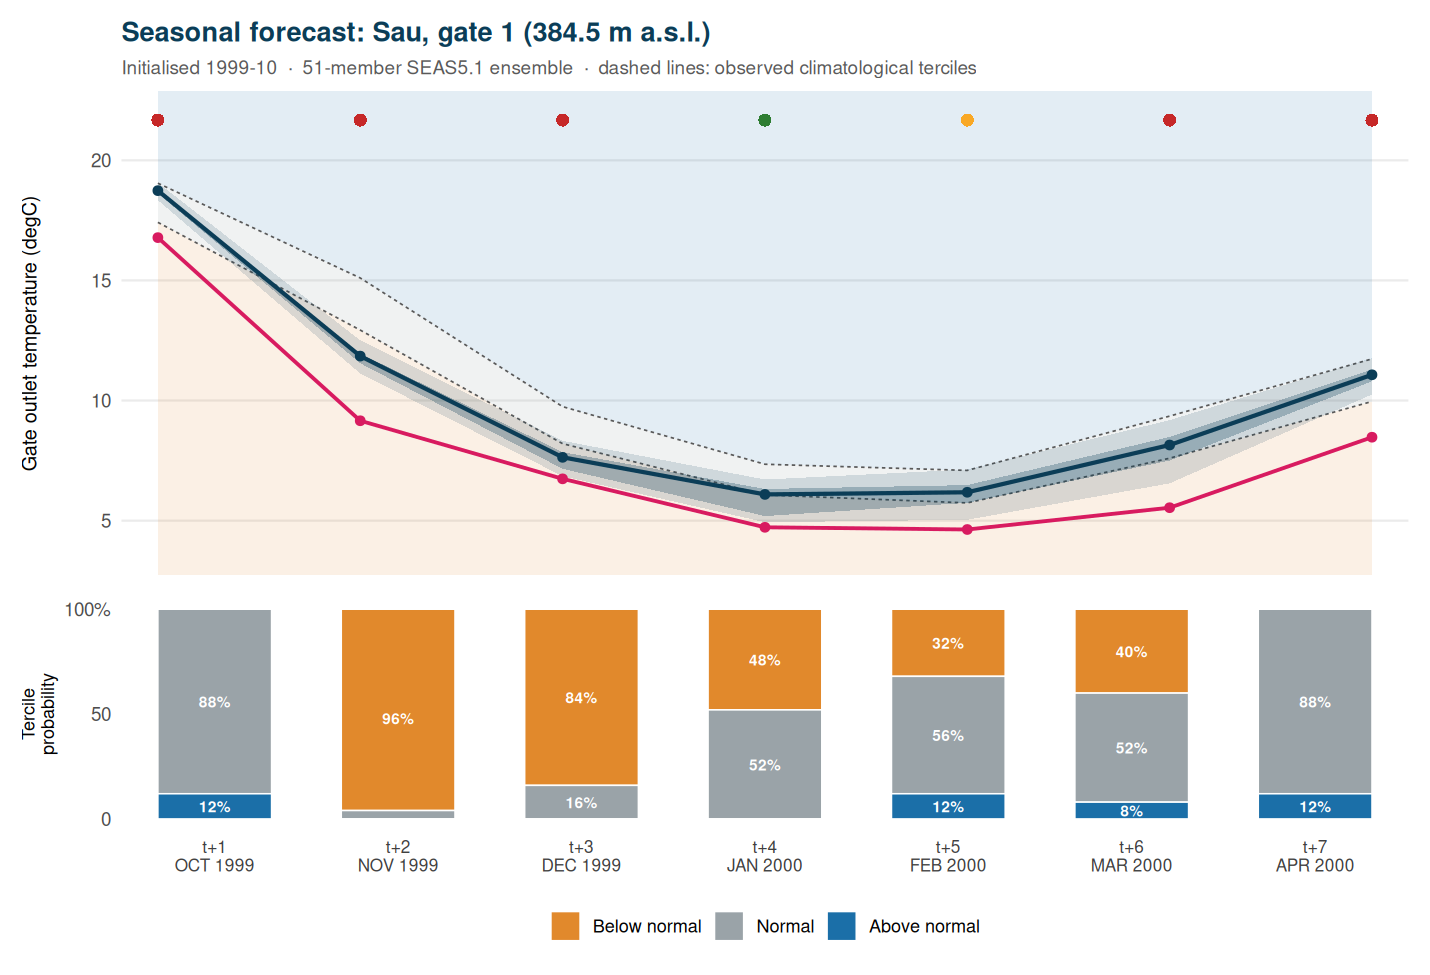 Seasonal forecast: Sau, gate 1 (384.5 m a.s.l.)
Initialised 1999-10 · 51-member SEAS5.1 ensemble · dashed lines: observed climatological terciles
Gate outlet temperature (degC)
20
15
10
5
Tercile
probability
100%
50
0
88%
12%
96%
84%
16%
48%
52%
32%
56%
12%
40%
52%
8%
88%
12%
t+1
OCT 1999
t+2
NOV 1999
t+3
DEC 1999
t+4
JAN 2000
t+5
FEB 2000
t+6
MAR 2000
t+7
APR 2000
Below normal
Normal
Above normal